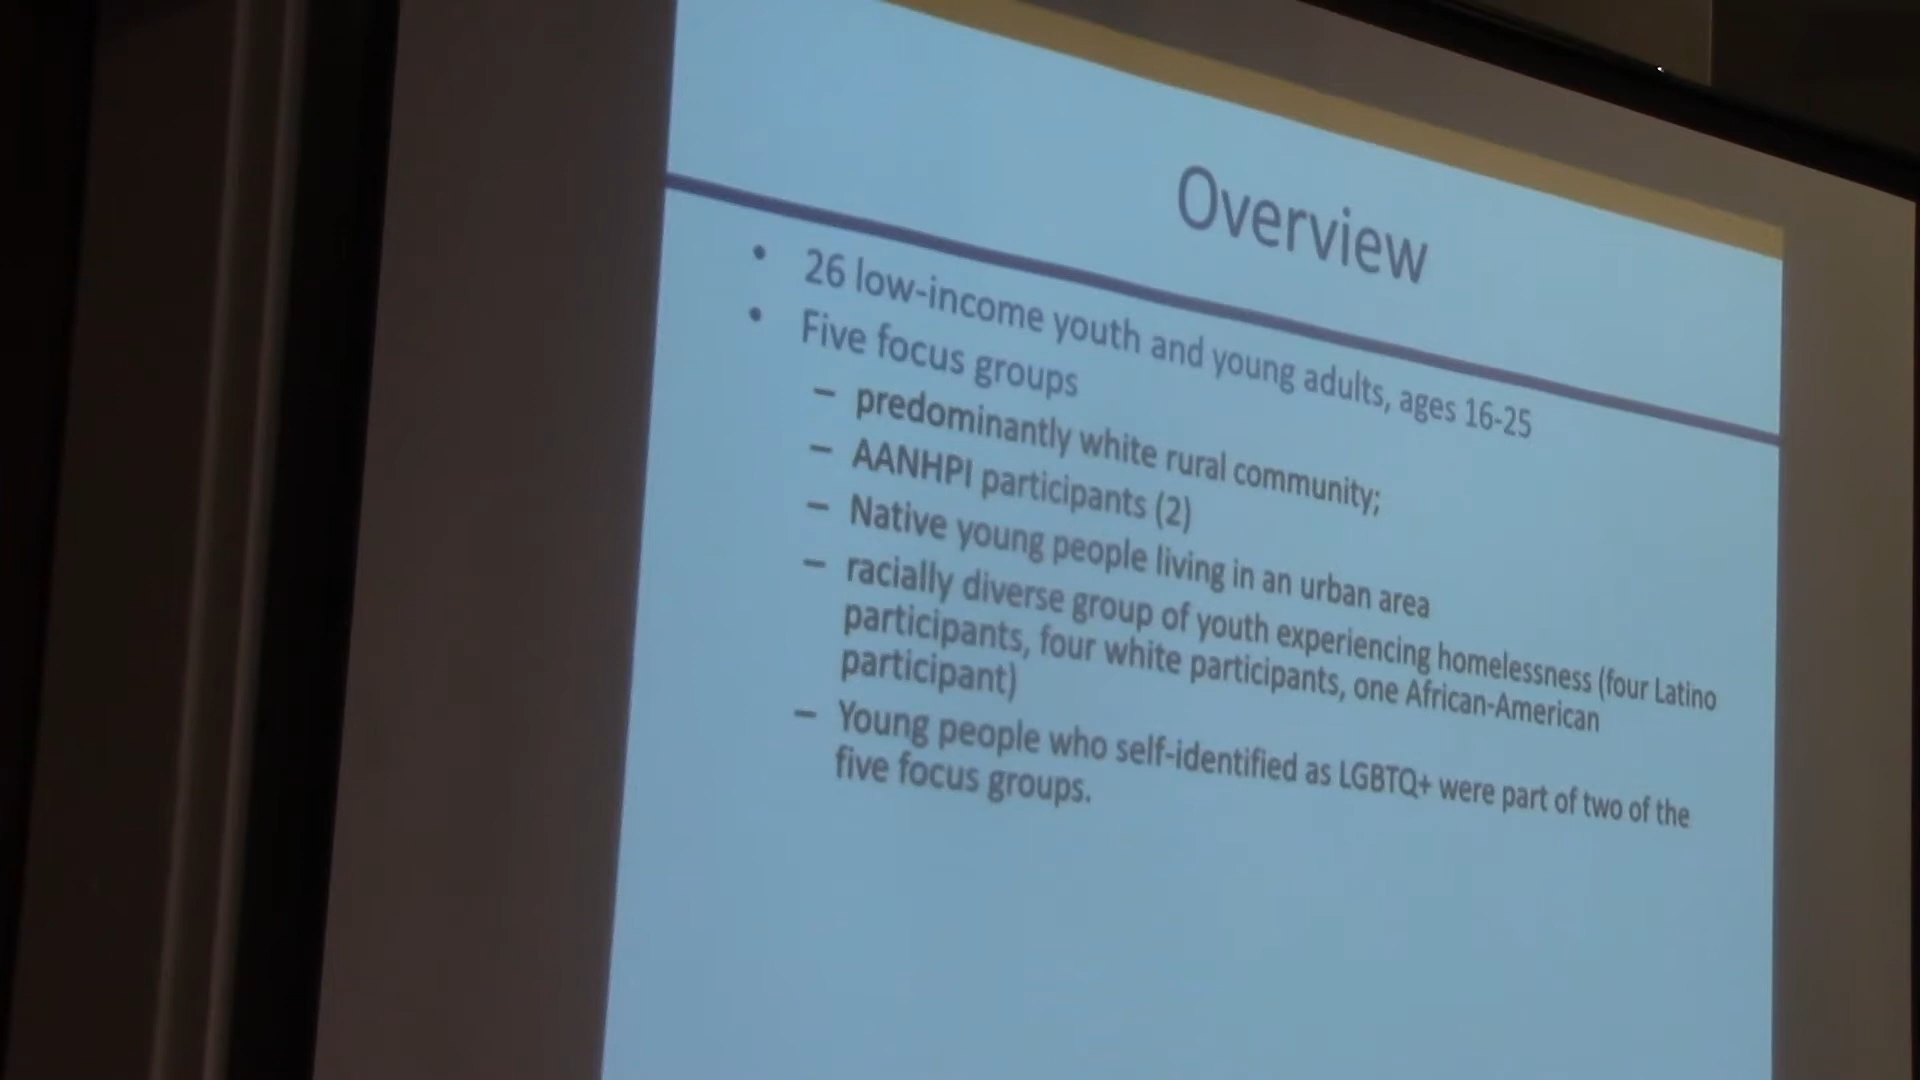 Overview
• 26 low-income youth and young adults, ages 16-25
• Five focus groups
– predominantly white rural community;
– AANHPI participants (2)
– Native young people living in an urban area
– racially diverse group of youth experiencing homelessness (four Latino
participants, four white participants, one African-American
participant)
– Young people who self-identified as LGBTQ+ were part of two of the
five focus groups.